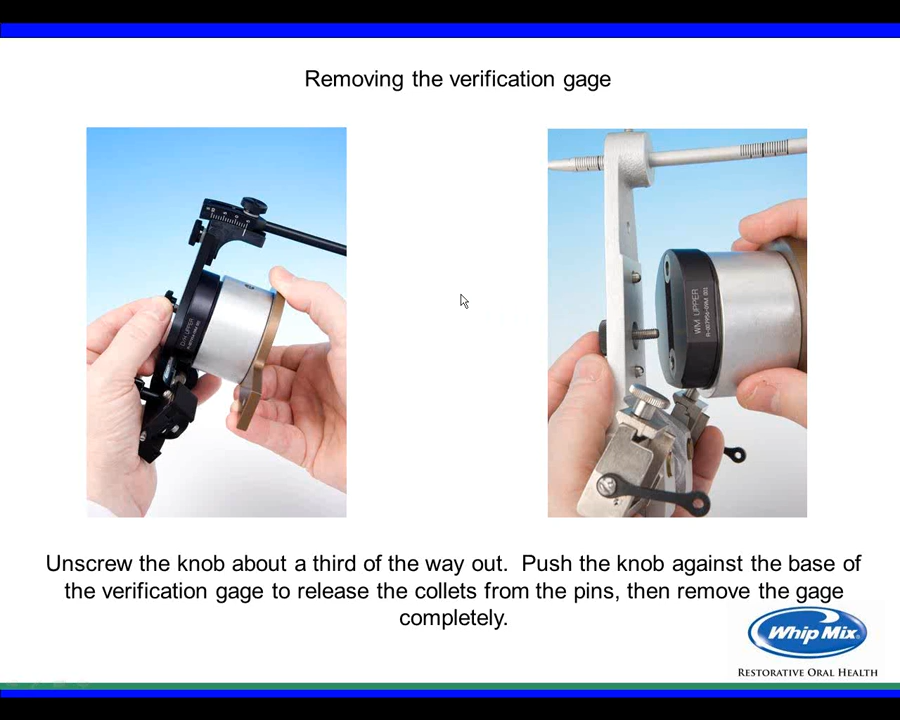 Removing the verification gage
WM UPPER
Unscrew the knob about a third of the way out.  Push the knob against the base of
the verification gage to release the collets from the pins, then remove the gage
completely.
Whip Mix®
RESTORATIVE ORAL HEALTH